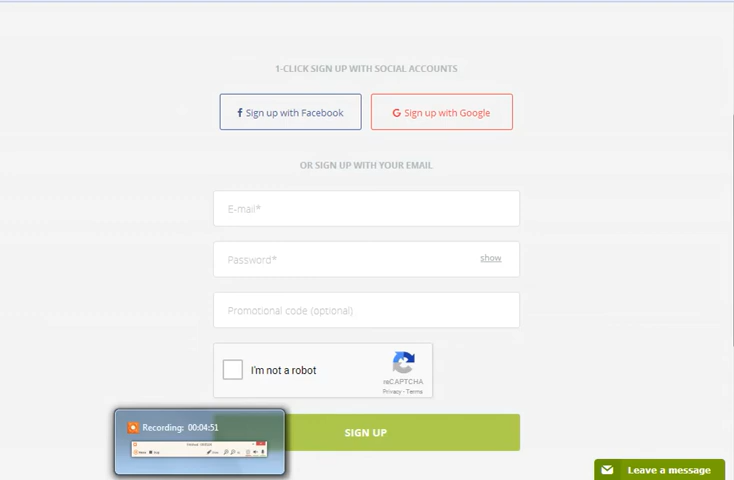 1-CLICK SIGN UP WITH SOCIAL ACCOUNTS
f Sign up with Facebook
G Sign up with Google
OR SIGN UP WITH YOUR EMAIL
E-mail*
Password*
show
Promotional code (optional)
I'm not a robot
reCAPTCHA
Privacy - Terms
Recording: 00:04:51
SIGN UP
Leave a message